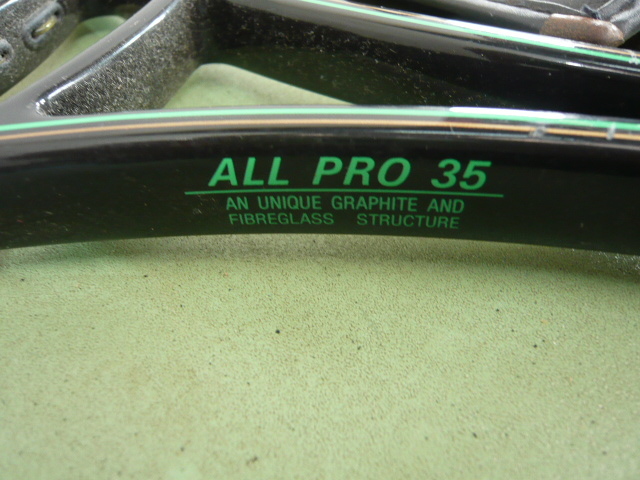 ALL PRO 35
AN UNIQUE GRAPHITE AND
FIBREGLASS STRUCTURE